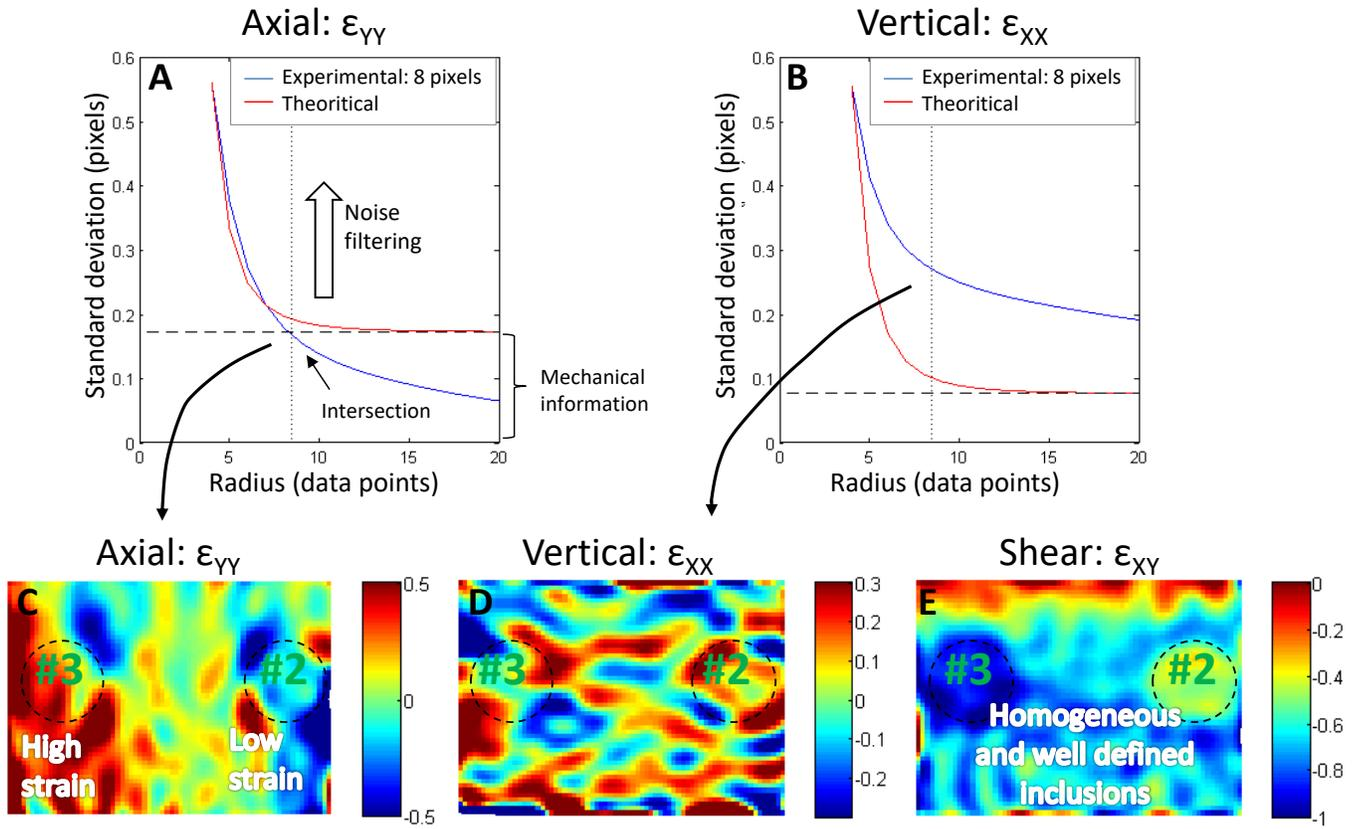 Axial: εYY
Vertical: εXX
A
Experimental: 8 pixels
Theoritical
Standard deviation (pixels)
0.6
0.5
0.4
0.3
0.2
0.1
0
Noise
filtering
Intersection
Mechanical
information
0
5
10
15
20
Radius (data points)
B
Experimental: 8 pixels
Theoritical
Standard deviation (pixels)
0.6
0.5
0.4
0.3
0.2
0.1
0
0
5
10
15
20
Radius (data points)
Axial: εYY
C
#3
#2
High
strain
Low
strain
0.5
0
-0.5
Vertical: εXX
D
#3
#2
0.3
0.2
0.1
0
-0.1
-0.2
Shear: εXY
E
#3
#2
Homogeneous
and well defined
inclusions
0
-0.2
-0.4
-0.6
-0.8
-1